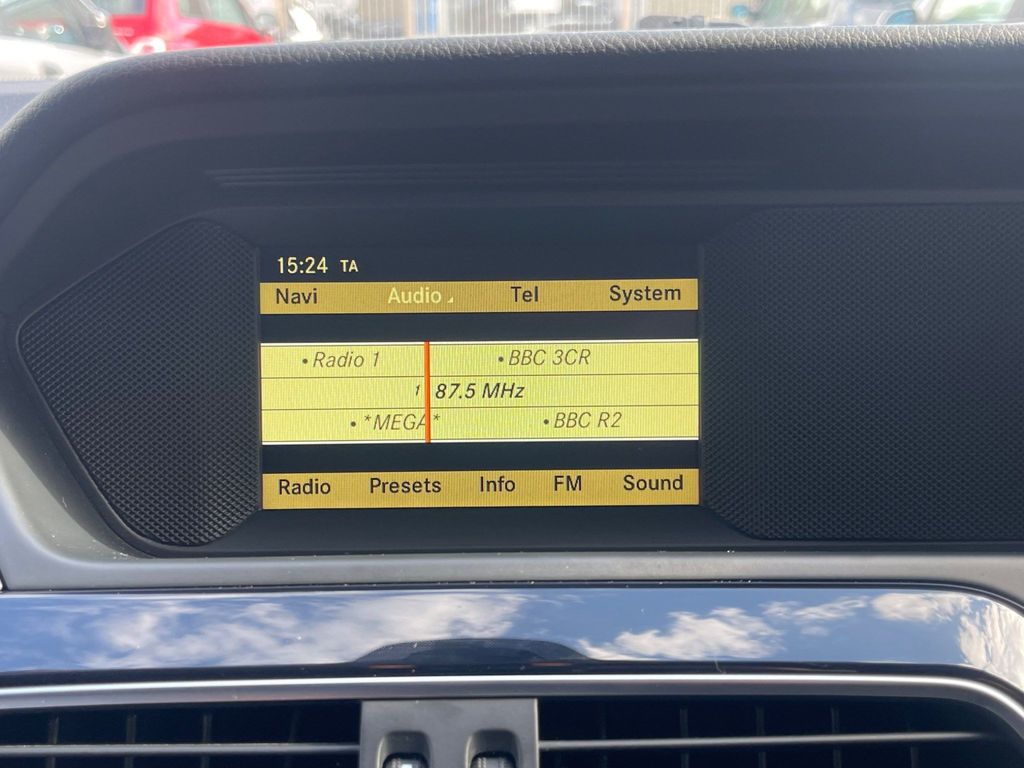 15:24 TA
Navi Audio Tel System
•Radio 1 •BBC 3CR
1 87.5 MHz
•*MEGA* •BBC R2
Radio Presets Info FM Sound